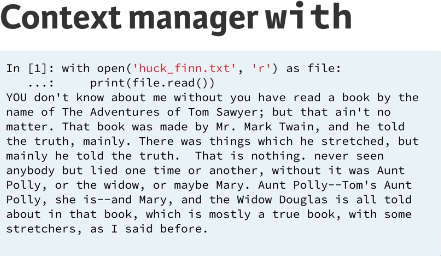 Context manager with
In [1]: with open('huck_finn.txt', 'r') as file:
   ...:     print(file.read())
YOU don't know about me without you have read a book by the
name of The Adventures of Tom Sawyer; but that ain't no
matter. That book was made by Mr. Mark Twain, and he told
the truth, mainly. There was things which he stretched, but
mainly he told the truth.  That is nothing. never seen
anybody but lied one time or another, without it was Aunt
Polly, or the widow, or maybe Mary. Aunt Polly--Tom's Aunt
Polly, she is--and Mary, and the Widow Douglas is all told
about in that book, which is mostly a true book, with some
stretchers, as I said before.